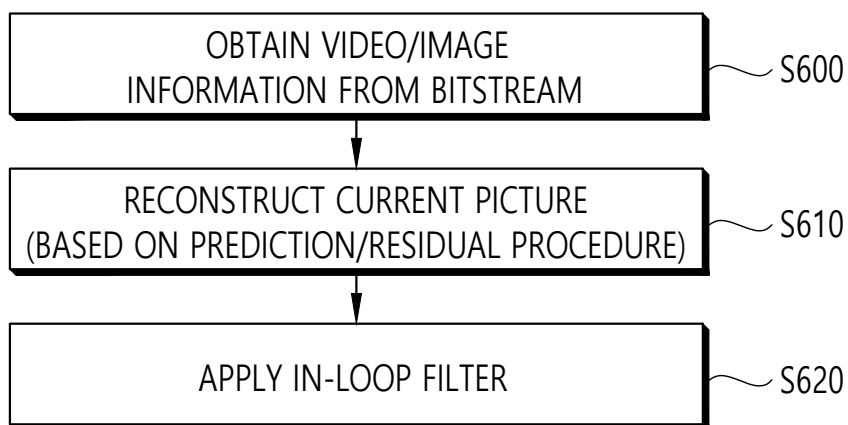 OBTAIN VIDEO/IMAGE
INFORMATION FROM BITSTREAM
S600
RECONSTRUCT CURRENT PICTURE
(BASED ON PREDICTION/RESIDUAL PROCEDURE)
S610
APPLY IN-LOOP FILTER
S620